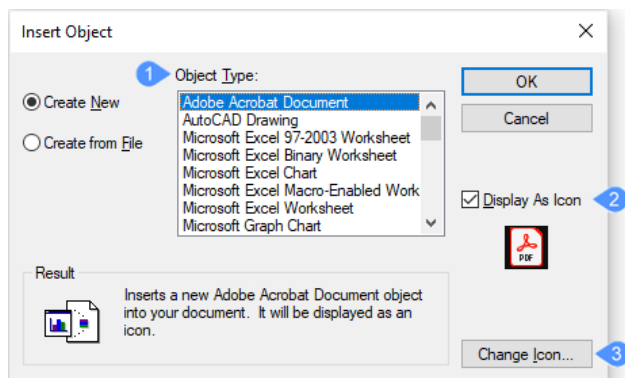 Insert Object
1 Object Type:
Create New
Create from File
Adobe Acrobat Document
AutoCAD Drawing
Microsoft Excel 97-2003 Worksheet
Microsoft Excel Binary Worksheet
Microsoft Excel Chart
Microsoft Excel Macro-Enabled Work
Microsoft Excel Worksheet
Microsoft Graph Chart
OK
Cancel
Display As Icon 2
PDF
Result
Inserts a new Adobe Acrobat Document object
into your document. It will be displayed as an
icon.
Change Icon... 3